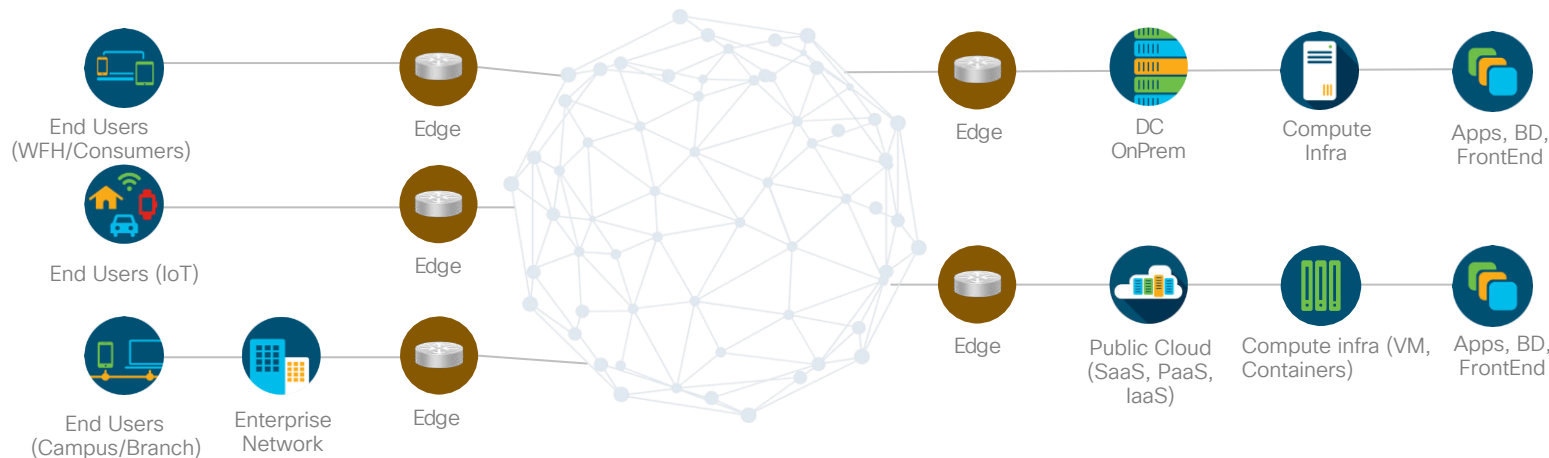 End Users
(WFH/Consumers)
Edge
Edge
DC
OnPrem
Compute
Infra
Apps, BD,
FrontEnd
End Users (IoT)
Edge
End Users
(Campus/Branch)
Enterprise
Network
Edge
Edge
Public Cloud
(SaaS, PaaS,
IaaS)
Compute infra (VM,
Containers)
Apps, BD,
FrontEnd